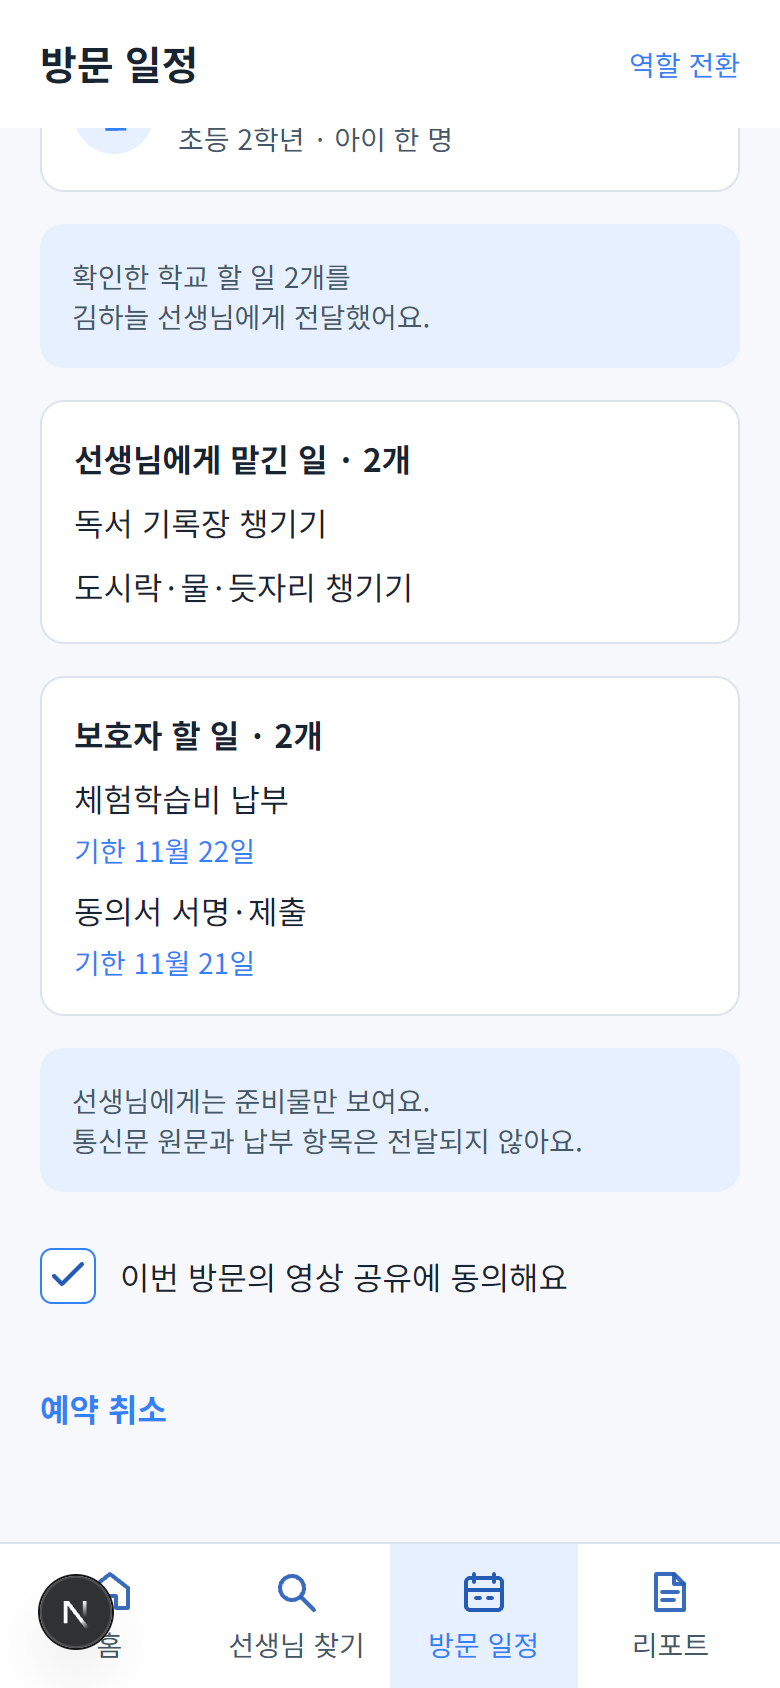 방문 일정
역할 전환
초등 2학년 · 아이 한 명
확인한 학교 할 일 2개를
김하늘 선생님에게 전달했어요.
선생님에게 맡긴 일 · 2개
독서 기록장 챙기기
도시락·물·돗자리 챙기기
보호자 할 일 · 2개
체험학습비 납부
기한 11월 22일
동의서 서명·제출
기한 11월 21일
선생님에게는 준비물만 보여요.
통신문 원문과 납부 항목은 전달되지 않아요.
이번 방문의 영상 공유에 동의해요
예약 취소
N
홈
선생님 찾기
방문 일정
리포트